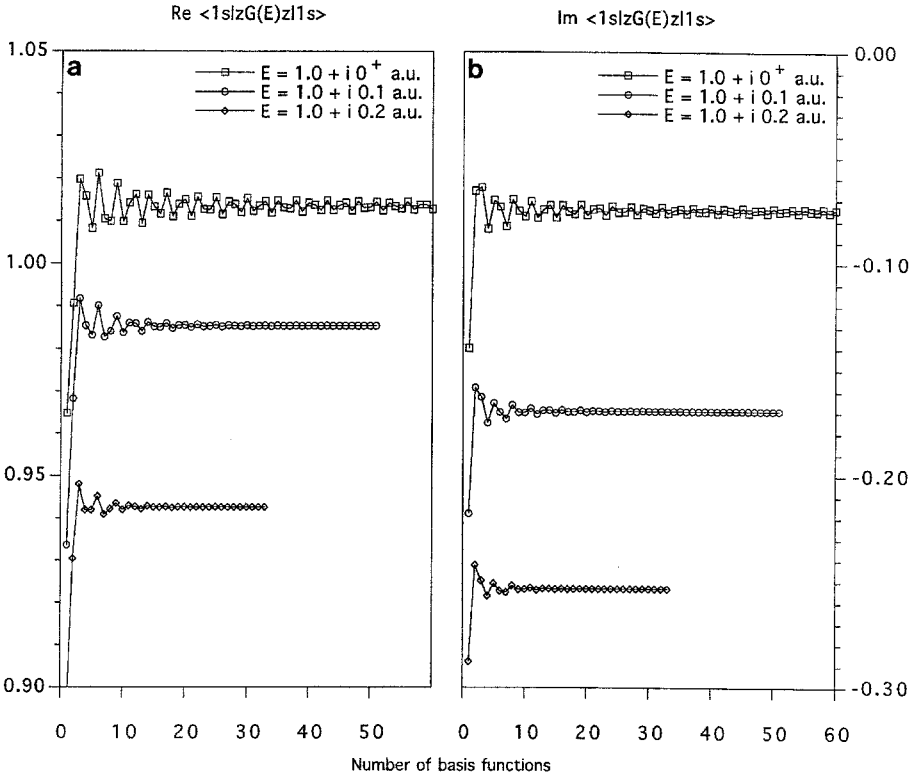 Re <1s|zG(E)z|1s>
Im <1s|zG(E)z|1s>
a
E = 1.0 + i 0⁺ a.u.
E = 1.0 + i 0.1 a.u.
E = 1.0 + i 0.2 a.u.
1.05
1.00
0.95
0.90
0 10 20 30 40 50
b
E = 1.0 + i 0⁺ a.u.
E = 1.0 + i 0.1 a.u.
E = 1.0 + i 0.2 a.u.
0.00
-0.10
-0.20
-0.30
0 10 20 30 40 50 60
Number of basis functions